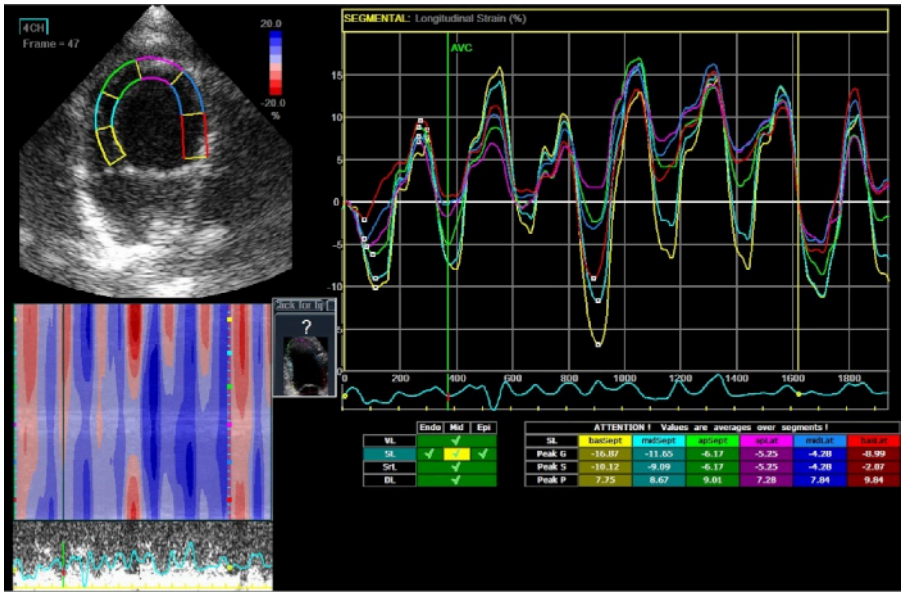 4CH
Frame = 47
20.0
-20.0
%
SEGMENTAL: Longitudinal Strain (%)
AVC
15
10
5
0
-5
-10
0 200 400 600 800 1000 1200 1400 1600 1800
?
Endo Mid Epi
VL
SL
SrL
DL
ATTENTION ! Values are averages over segments !
SL basSept midSept apSept apLat midLat basLat
Peak G -16.87 -11.65 -6.17 -5.25 -4.28 -8.99
Peak S -10.12 -9.09 -6.17 -5.25 -4.28 -2.07
Peak P 7.75 8.67 9.01 7.28 7.84 9.84